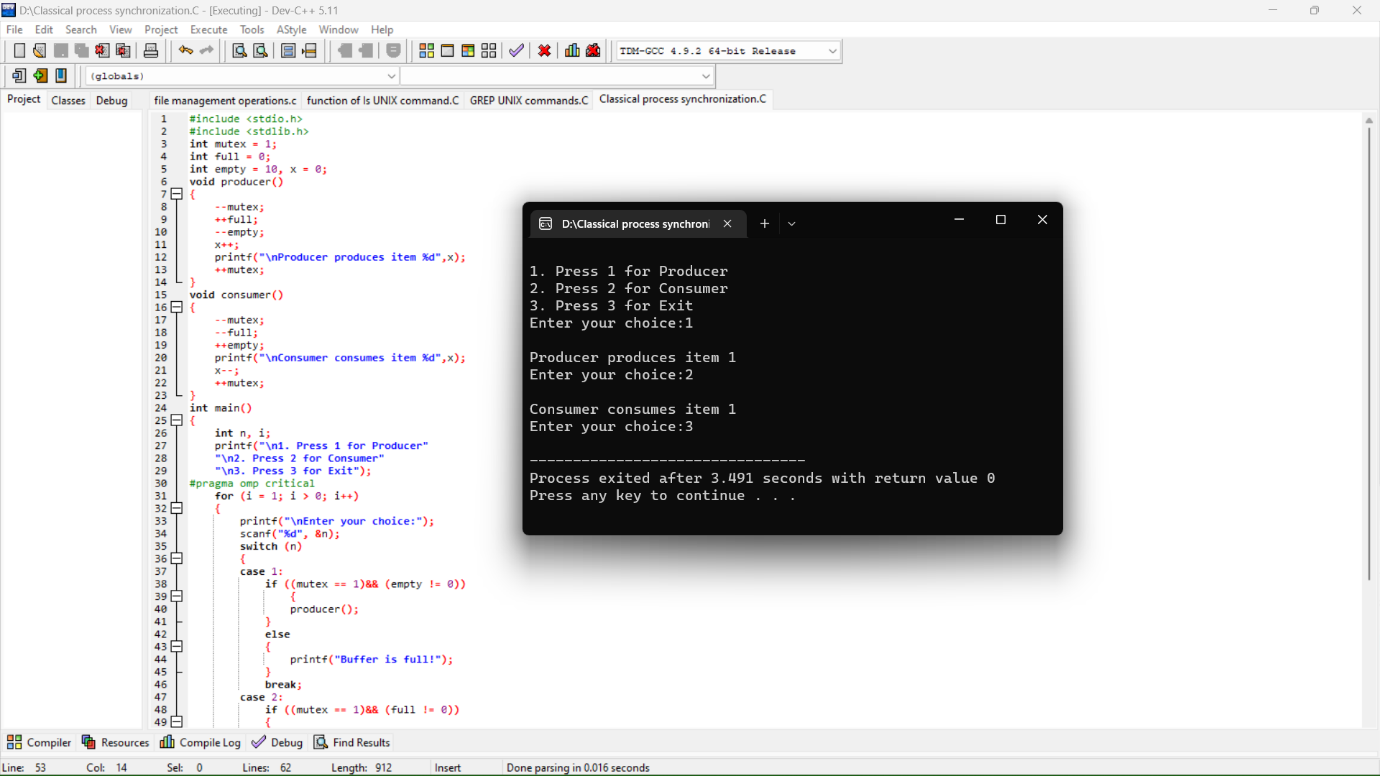 D:\Classical process synchronization.C - [Executing] - Dev-C++ 5.11
File Edit Search View Project Execute Tools AStyle Window Help
TDM-GCC 4.9.2 64-bit Release
(globals)
Project Classes Debug
file management operations.c function of ls UNIX command.C GREP UNIX commands.C Classical process synchronization.C
1 #include <stdio.h>
2 #include <stdlib.h>
3 int mutex = 1;
4 int full = 0;
5 int empty = 10, x = 0;
6 void producer()
7 {
8 --mutex;
9 ++full;
10 --empty;
11 x++;
12 printf("\nProducer produces item %d",x);
13 ++mutex;
14 }
15 void consumer()
16 {
17 --mutex;
18 --full;
19 ++empty;
20 printf("\nConsumer consumes item %d",x);
21 x--;
22 ++mutex;
23 }
24 int main()
25 {
26 int n, i;
27 printf("\n1. Press 1 for Producer"
28 "\n2. Press 2 for Consumer"
29 "\n3. Press 3 for Exit");
30 #pragma omp critical
31 for (i = 1; i > 0; i++)
32 {
33 printf("\nEnter your choice:");
34 scanf("%d", &n);
35 switch (n)
36 {
37 case 1:
38 if ((mutex == 1)&& (empty != 0))
39 {
40 producer();
41 }
42 else
43 {
44 printf("Buffer is full!");
45 }
46 break;
47 case 2:
48 if ((mutex == 1)&& (full != 0))
49 {
D:\Classical process synchroni
1. Press 1 for Producer
2. Press 2 for Consumer
3. Press 3 for Exit
Enter your choice:1
Producer produces item 1
Enter your choice:2
Consumer consumes item 1
Enter your choice:3
--------------------------------
Process exited after 3.491 seconds with return value 0
Press any key to continue . . .
Compiler Resources Compile Log Debug Find Results
Line: 53 Col: 14 Sel: 0 Lines: 62 Length: 912 Insert Done parsing in 0.016 seconds